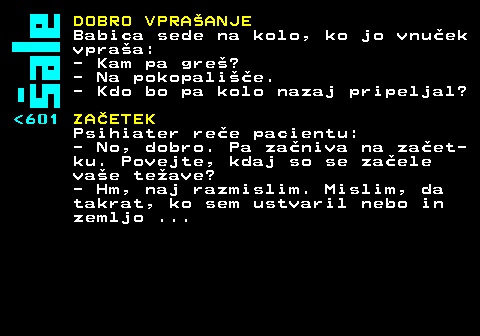 šale
DOBRO VPRAŠANJE
Babica sede na kolo, ko jo vnuček
vpraša:
- Kam pa greš?
- Na pokopališče.
- Kdo bo pa kolo nazaj pripeljal?
<601 ZAČETEK
Psihiater reče pacientu:
- No, dobro. Pa začniva na začet-
ku. Povejte, kdaj so se začele
vaše težave?
- Hm, naj razmislim. Mislim, da
takrat, ko sem ustvaril nebo in
zemljo ...